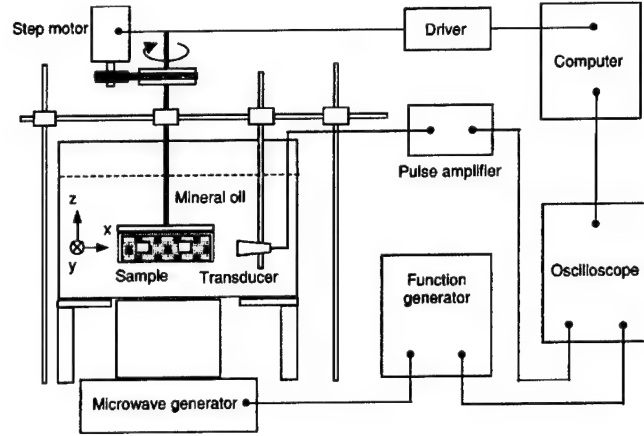 Step motor
Driver
Computer
Pulse amplifier
Mineral oil
z
x
y
Sample
Transducer
Function
generator
Oscilloscope
Microwave generator